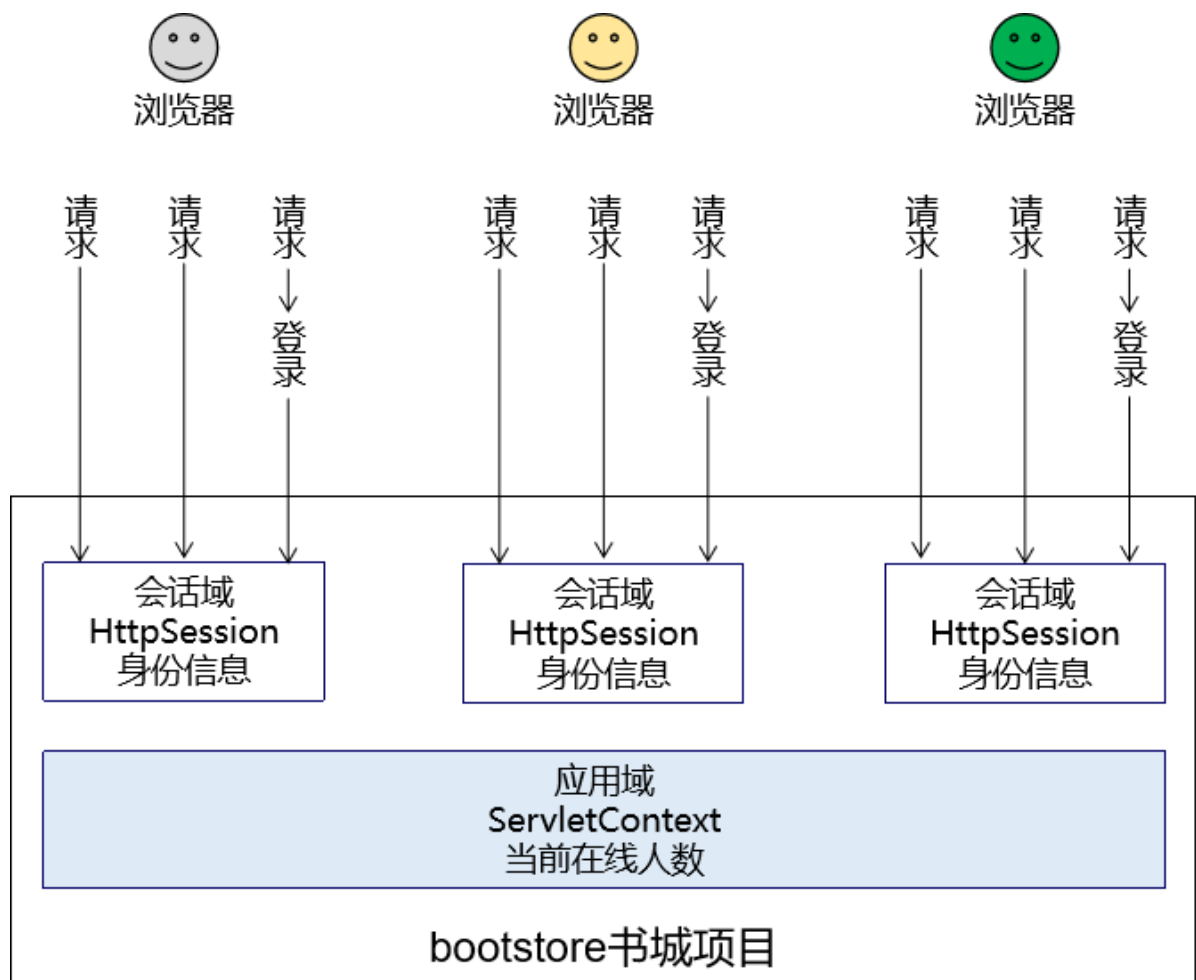 浏览器 浏览器 浏览器
请求 请求 请求 请求 请求 请求 请求 请求 请求
登录 登录 登录
会话域
HttpSession
身份信息
会话域
HttpSession
身份信息
会话域
HttpSession
身份信息
应用域
ServletContext
当前在线人数
bootstore书城项目